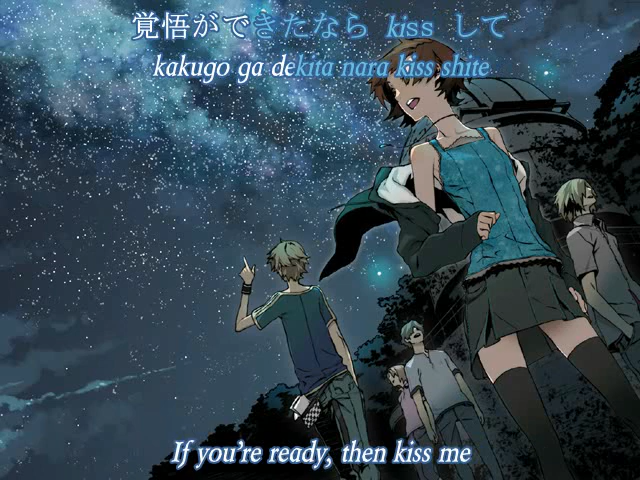 覚悟ができたなら kiss して
kakugo ga dekita nara kiss shite
If you're ready, then kiss me